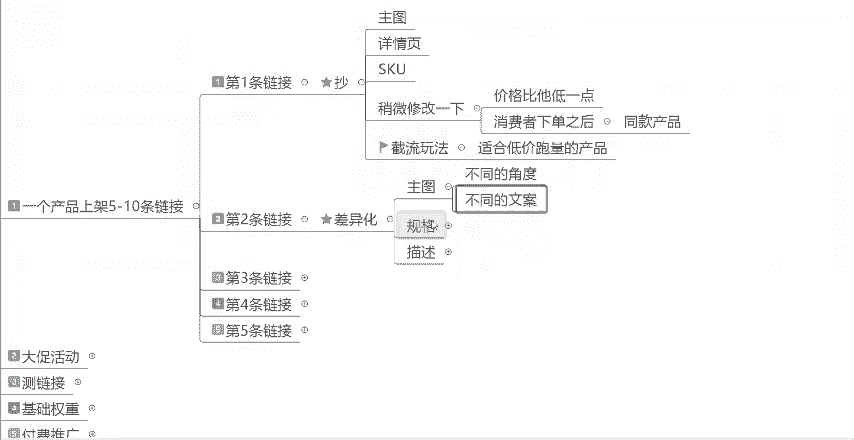 主图
详情页
1 第1条链接 抄
SKU
价格比他低一点
稍微修改一下
消费者下单之后 同款产品
截流玩法 适合低价跑量的产品
不同的角度
主图
不同的文案
1 一个产品上架5-10条链接
2 第2条链接 差异化
规格
描述
3 第3条链接
4 第4条链接
5 第5条链接
2 大促活动
3 测链接
4 基础权重
5 付费推广